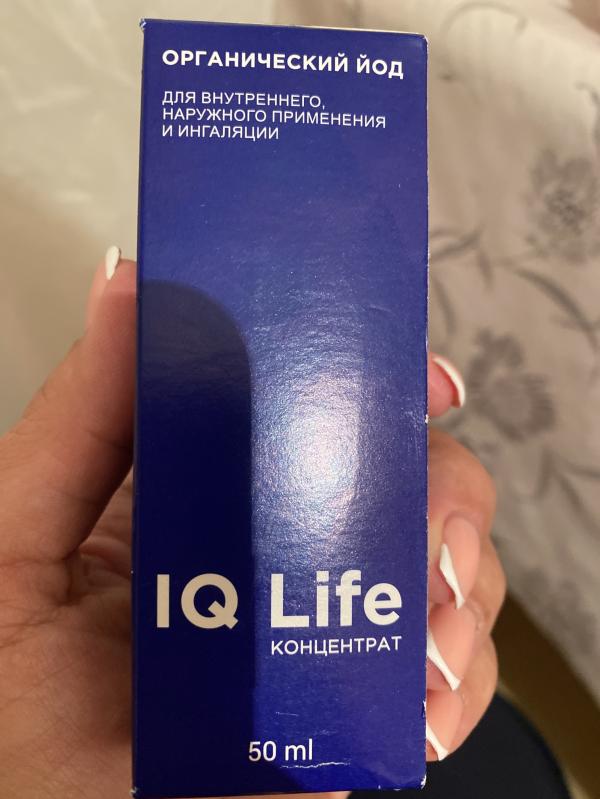 ОРГАНИЧЕСКИЙ ЙОД
ДЛЯ ВНУТРЕННЕГО,
НАРУЖНОГО ПРИМЕНЕНИЯ
И ИНГАЛЯЦИИ
IQ Life
КОНЦЕНТРАТ
50 ml